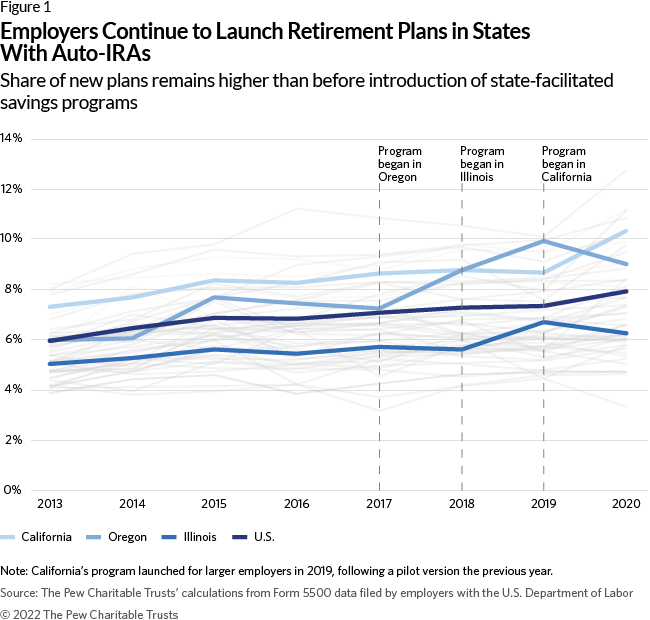 Figure 1
Employers Continue to Launch Retirement Plans in States
With Auto-IRAs
Share of new plans remains higher than before introduction of state-facilitated
savings programs
14%
Program
began in
Oregon
Program
began in
Illinois
Program
began in
California
12%
10%
8%
6%
4%
2%
0%
2013 2014 2015 2016 2017 2018 2019 2020
California Oregon Illinois U.S.
Note: California's program launched for larger employers in 2019, following a pilot version the previous year.
Source: The Pew Charitable Trusts' calculations from Form 5500 data filed by employers with the U.S. Department of Labor
© 2022 The Pew Charitable Trusts